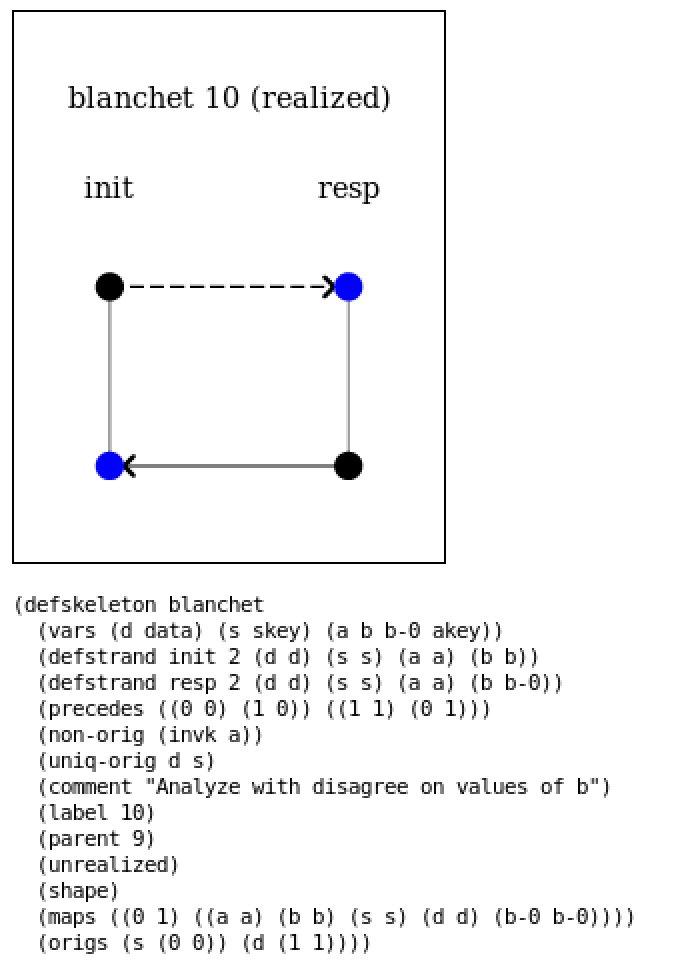 blanchet 10 (realized)
init resp
(defskeleton blanchet
(vars (d data) (s skey) (a b b-0 akey))
(defstrand init 2 (d d) (s s) (a a) (b b))
(defstrand resp 2 (d d) (s s) (a a) (b b-0))
(precedes ((0 0) (1 0)) ((1 1) (0 1)))
(non-orig (invk a))
(uniq-orig d s)
(comment "Analyze with disagree on values of b")
(label 10)
(parent 9)
(unrealized)
(shape)
(maps ((0 1) ((a a) (b b) (s s) (d d) (b-0 b-0))))
(origs (s (0 0)) (d (1 1))))